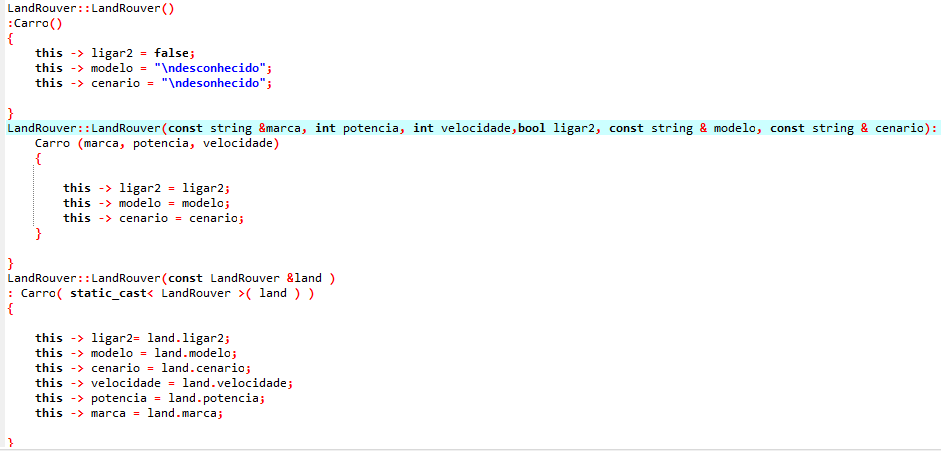 LandRouver::LandRouver()
:Carro()
{
this -> ligar2 = false;
this -> modelo = "\ndesconhecido";
this -> cenario = "\ndesonhecido";
}
LandRouver::LandRouver(const string &marca, int potencia, int velocidade,bool ligar2, const string & modelo, const string & cenario):
Carro (marca, potencia, velocidade)
{
this -> ligar2 = ligar2;
this -> modelo = modelo;
this -> cenario = cenario;
}
}
LandRouver::LandRouver(const LandRouver &land )
: Carro( static_cast< LandRouver >( land ) )
{
this -> ligar2= land.ligar2;
this -> modelo = land.modelo;
this -> cenario = land.cenario;
this -> velocidade = land.velocidade;
this -> potencia = land.potencia;
this -> marca = land.marca;
}